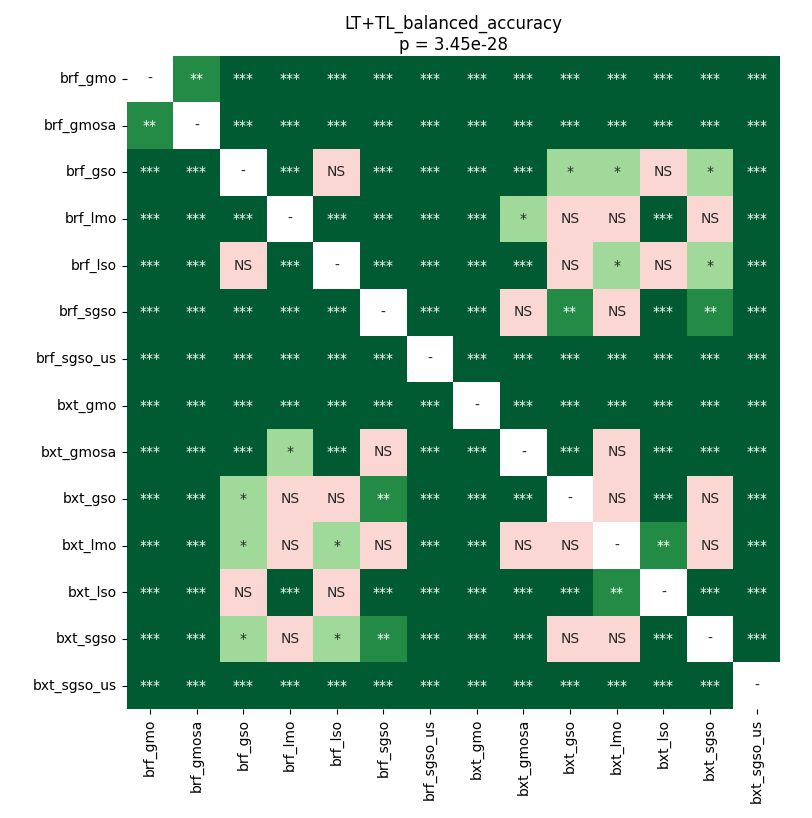 LT+TL_balanced_accuracy
p = 3.45e-28
brf_gmo - ** *** *** *** *** *** *** *** *** *** *** *** ***
brf_gmosa ** - *** *** *** *** *** *** *** *** *** *** *** ***
brf_gso *** *** - *** NS *** *** *** *** * * NS * ***
brf_lmo *** *** *** - *** *** *** *** * NS NS *** NS ***
brf_lso *** *** NS *** - *** *** *** *** NS * NS * ***
brf_sgso *** *** *** *** *** - *** *** NS ** NS *** ** ***
brf_sgso_us *** *** *** *** *** *** - *** *** *** *** *** *** ***
bxt_gmo *** *** *** *** *** *** *** - *** *** *** *** *** ***
bxt_gmosa *** *** *** * *** NS *** *** - *** NS *** *** ***
bxt_gso *** *** * NS NS ** *** *** *** - NS *** NS ***
bxt_lmo *** *** * NS * NS *** *** NS NS - ** NS ***
bxt_lso *** *** NS *** NS *** *** *** *** *** ** - *** ***
bxt_sgso *** *** * NS * ** *** *** *** NS NS *** - ***
bxt_sgso_us *** *** *** *** *** *** *** *** *** *** *** *** *** -
brf_gmo brf_gmosa brf_gso brf_lmo brf_lso brf_sgso brf_sgso_us bxt_gmo bxt_gmosa bxt_gso bxt_lmo bxt_lso bxt_sgso bxt_sgso_us